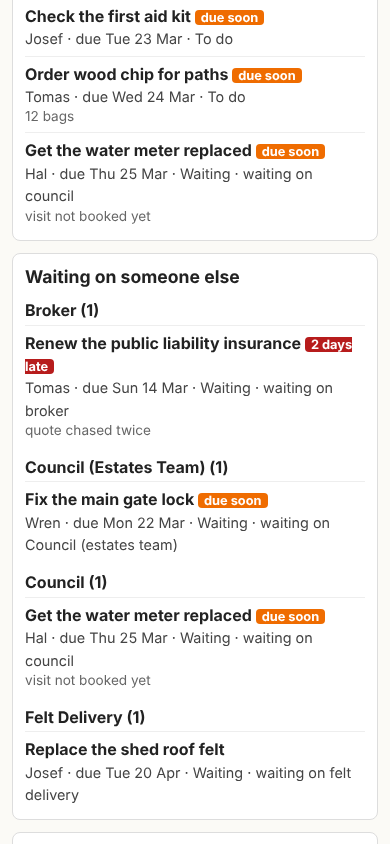 Check the first aid kit due soon
Josef · due Tue 23 Mar · To do
Order wood chip for paths due soon
Tomas · due Wed 24 Mar · To do
12 bags
Get the water meter replaced due soon
Hal · due Thu 25 Mar · Waiting · waiting on
council
visit not booked yet
Waiting on someone else
Broker (1)
Renew the public liability insurance 2 days
late
Tomas · due Sun 14 Mar · Waiting · waiting on
broker
quote chased twice
Council (Estates Team) (1)
Fix the main gate lock due soon
Wren · due Mon 22 Mar · Waiting · waiting on
Council (estates team)
Council (1)
Get the water meter replaced due soon
Hal · due Thu 25 Mar · Waiting · waiting on
council
visit not booked yet
Felt Delivery (1)
Replace the shed roof felt
Josef · due Tue 20 Apr · Waiting · waiting on felt
delivery